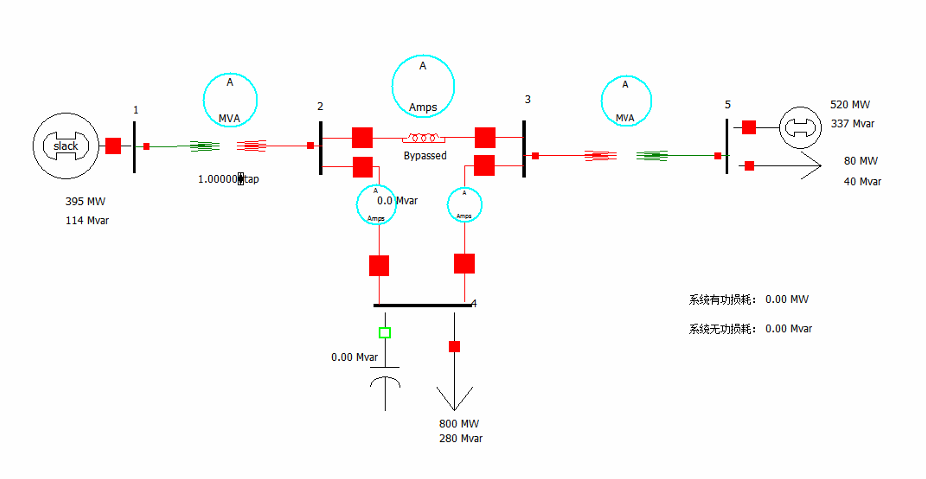 A
MVA
1
slack
395 MW
114 Mvar
1.00000 tap
2
A
Amps
Bypassed
3
A
MVA
5
520 MW
337 Mvar
80 MW
40 Mvar
A
0.0 Mvar
Amps
A
Amps
4
系统有功损耗： 0.00 MW
系统无功损耗： 0.00 Mvar
0.00 Mvar
800 MW
280 Mvar